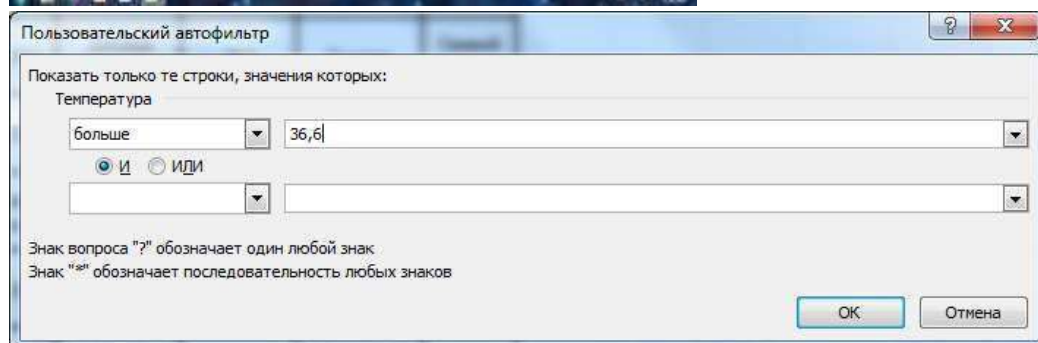 Пользовательский автофильтр
Показать только те строки, значения которых:
Температура
больше 36,6
И ИЛИ
Знак вопроса "?" обозначает один любой знак
Знак "*" обозначает последовательность любых знаков
ОК Отмена